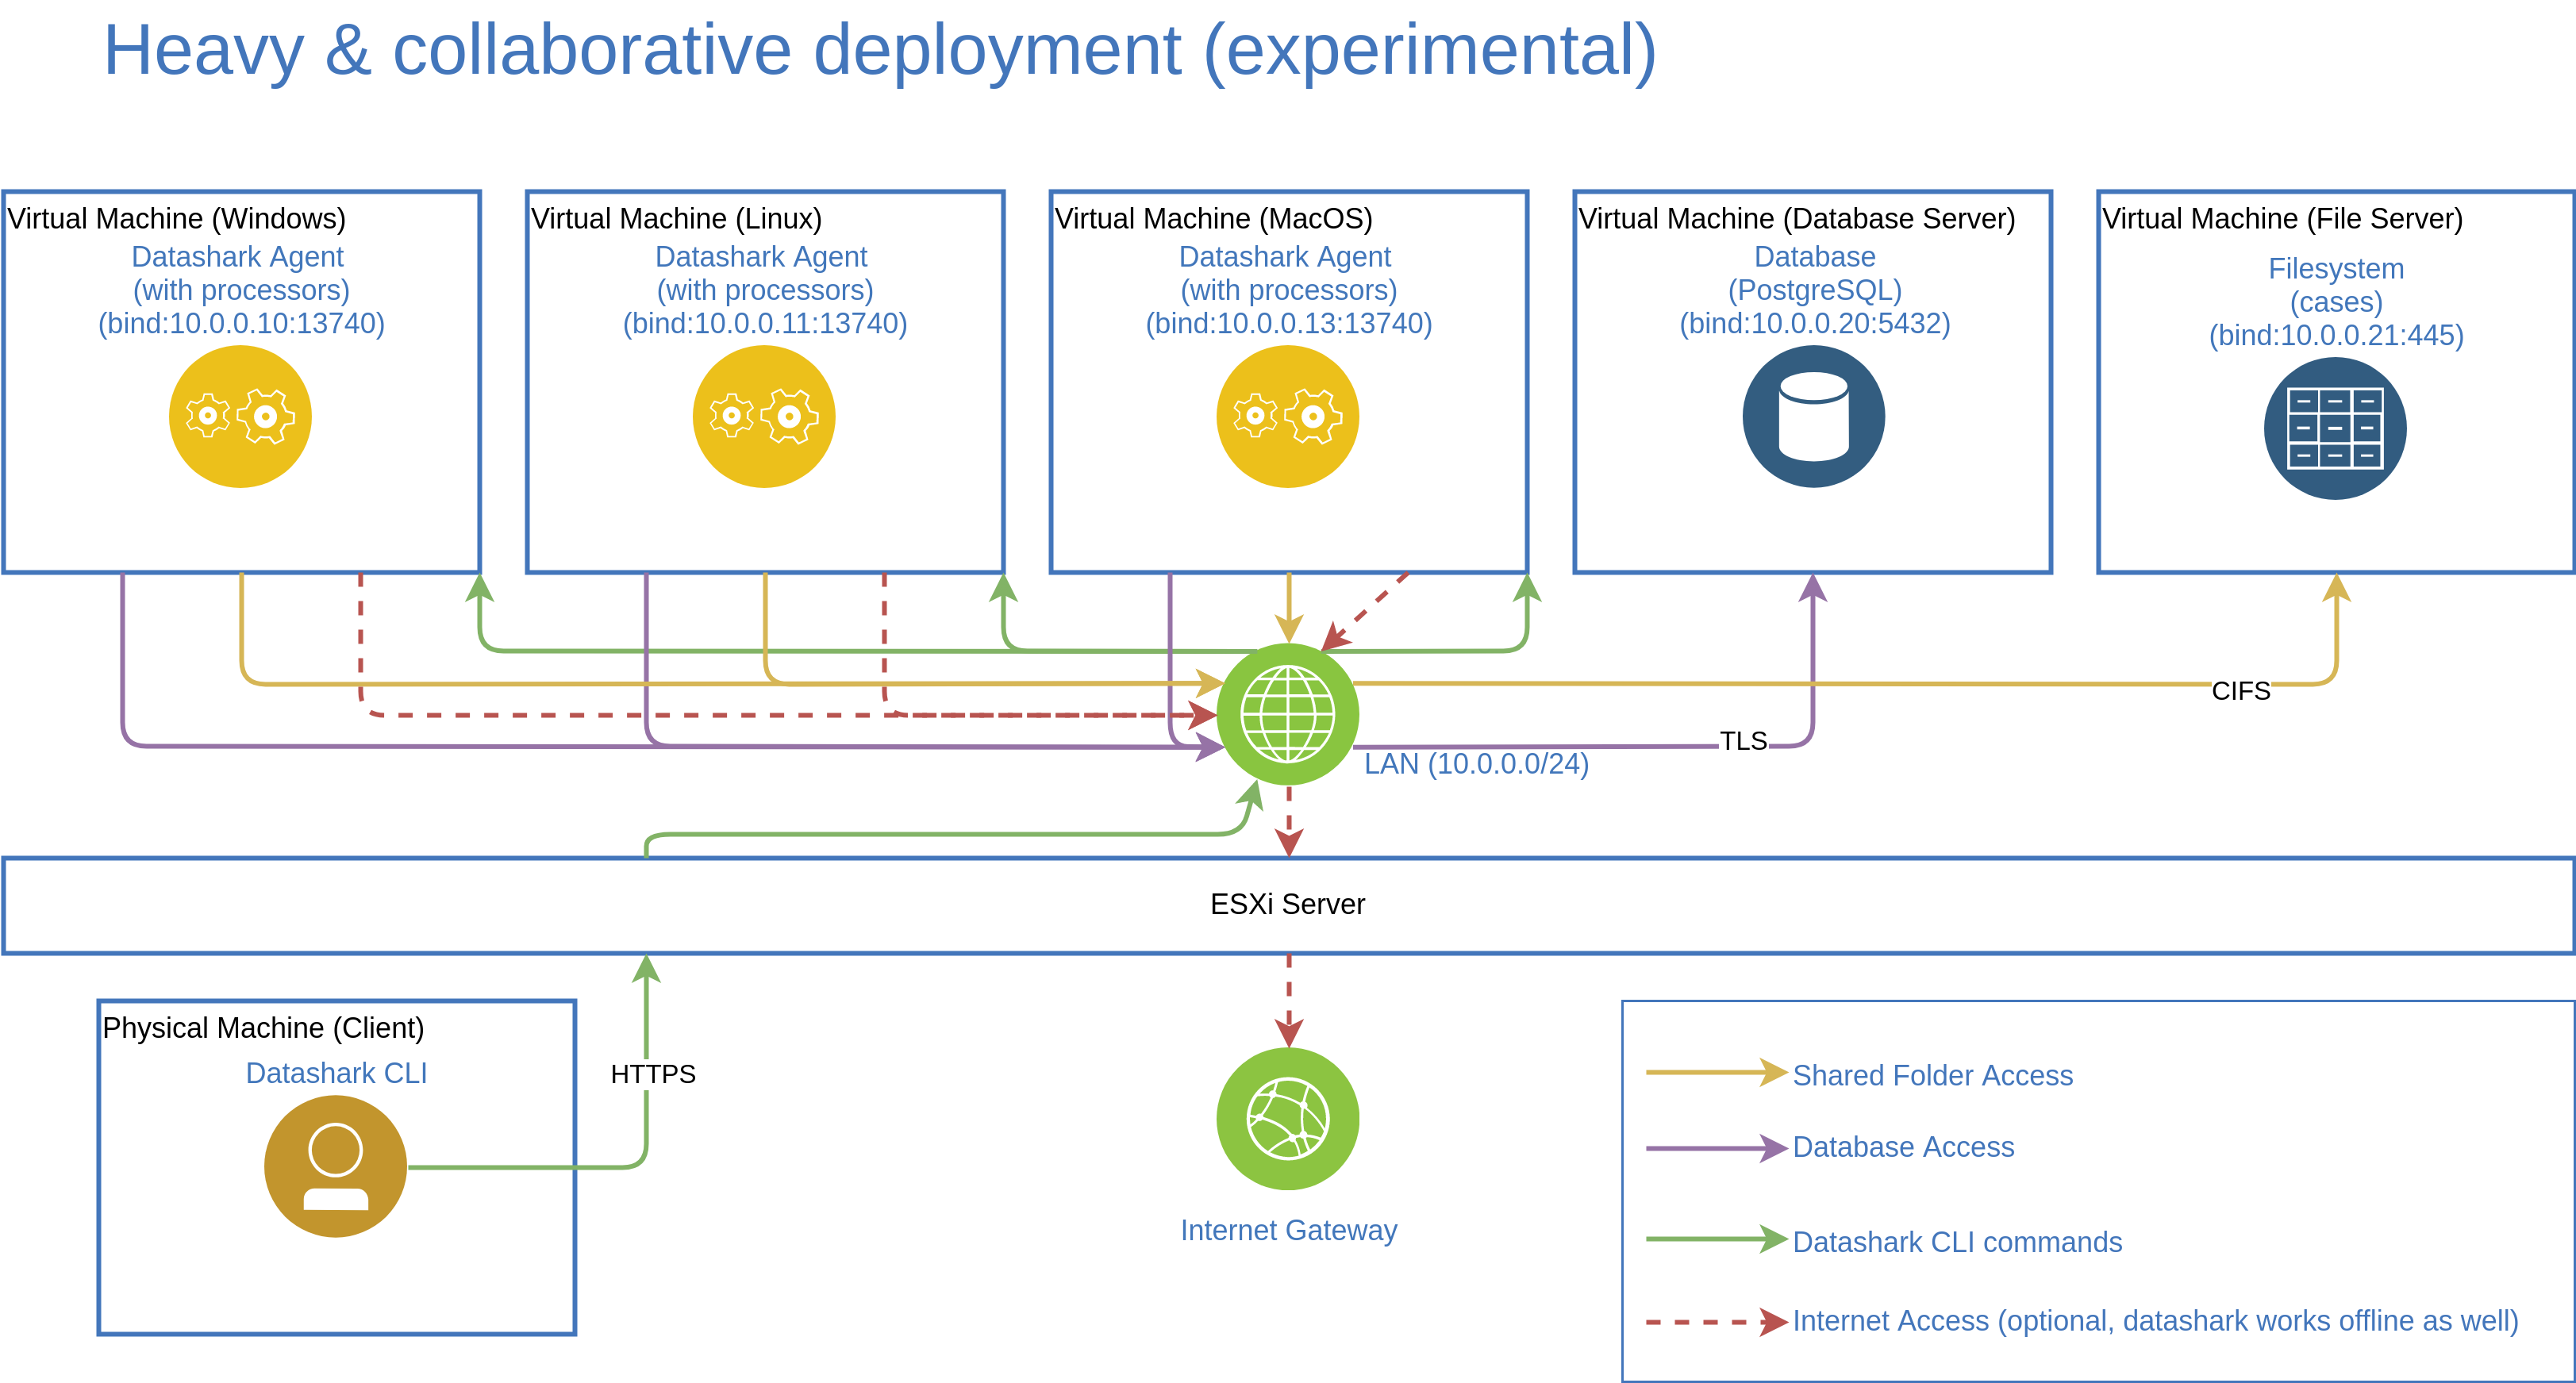 Heavy & collaborative deployment (experimental)
Virtual Machine (Windows)
Datashark Agent
(with processors)
(bind:10.0.0.10:13740)
Virtual Machine (Linux)
Datashark Agent
(with processors)
(bind:10.0.0.11:13740)
Virtual Machine (MacOS)
Datashark Agent
(with processors)
(bind:10.0.0.13:13740)
Virtual Machine (Database Server)
Database
(PostgreSQL)
(bind:10.0.0.20:5432)
Virtual Machine (File Server)
Filesystem
(cases)
(bind:10.0.0.21:445)
CIFS
TLS
LAN (10.0.0.0/24)
ESXi Server
Physical Machine (Client)
Datashark CLI
HTTPS
Internet Gateway
Shared Folder Access
Database Access
Datashark CLI commands
Internet Access (optional, datashark works offline as well)